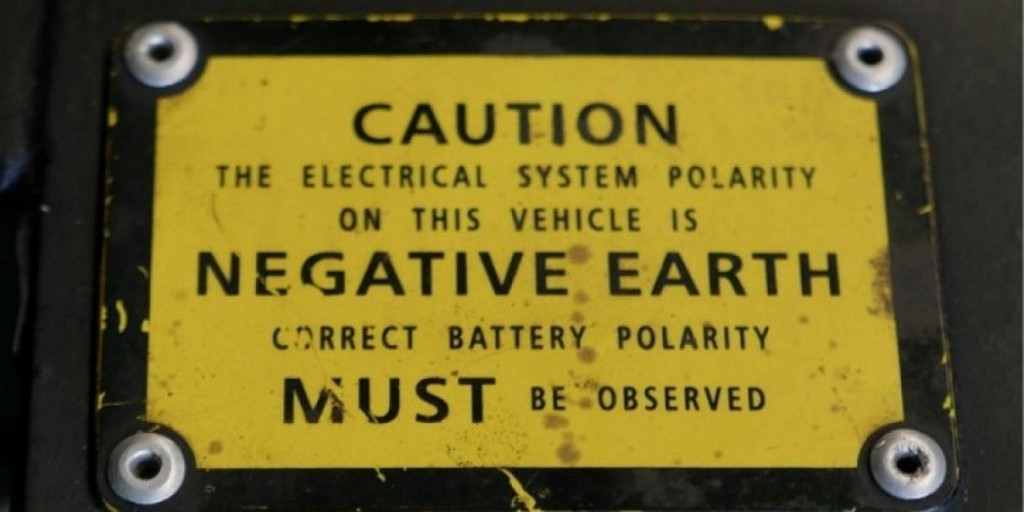 CAUTION
THE ELECTRICAL SYSTEM POLARITY
ON THIS VEHICLE IS
NEGATIVE EARTH
CORRECT BATTERY POLARITY
MUST BE OBSERVED